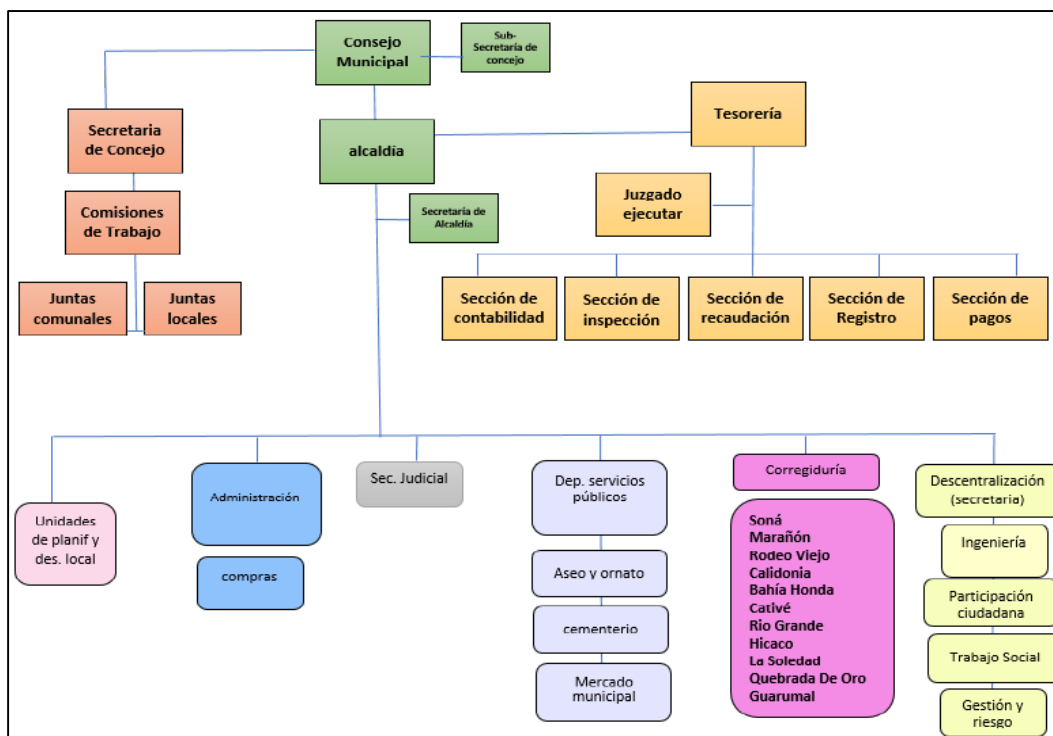 Consejo
Municipal
Sub-
Secretaría de
concejo
Secretaria
de Concejo
alcaldía
Tesorería
Comisiones
de Trabajo
Secretaría de
Alcaldía
Juzgado
ejecutar
Juntas
comunales
Juntas
locales
Sección de
contabilidad
Sección de
inspección
Sección de
recaudación
Sección de
Registro
Sección de
pagos
Unidades
de planif y
des. local
Administración
compras
Sec. Judicial
Dep. servicios
públicos
Aseo y ornato
cementerio
Mercado
municipal
Corregiduría
Soná
Marañón
Rodeo Viejo
Calidonia
Bahía Honda
Cativé
Rio Grande
Hicaco
La Soledad
Quebrada De Oro
Guarumal
Descentralización
(secretaria)
Ingeniería
Participación
ciudadana
Trabajo Social
Gestión y
riesgo